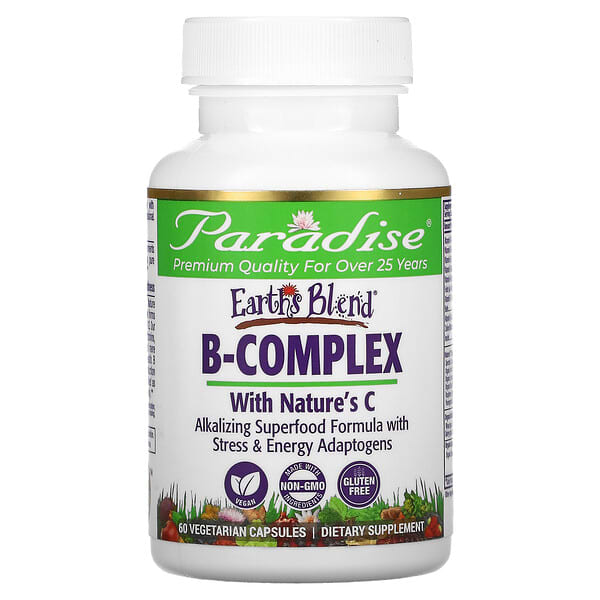 Paradise®
Premium Quality For Over 25 Years
Earth's Blend®
B-COMPLEX
With Nature's C
Alkalizing Superfood Formula with
Stress & Energy Adaptogens
VEGAN
MADE WITH
NON-GMO
INGREDIENTS
GLUTEN
FREE
60 VEGETARIAN CAPSULES | DIETARY SUPPLEMENT